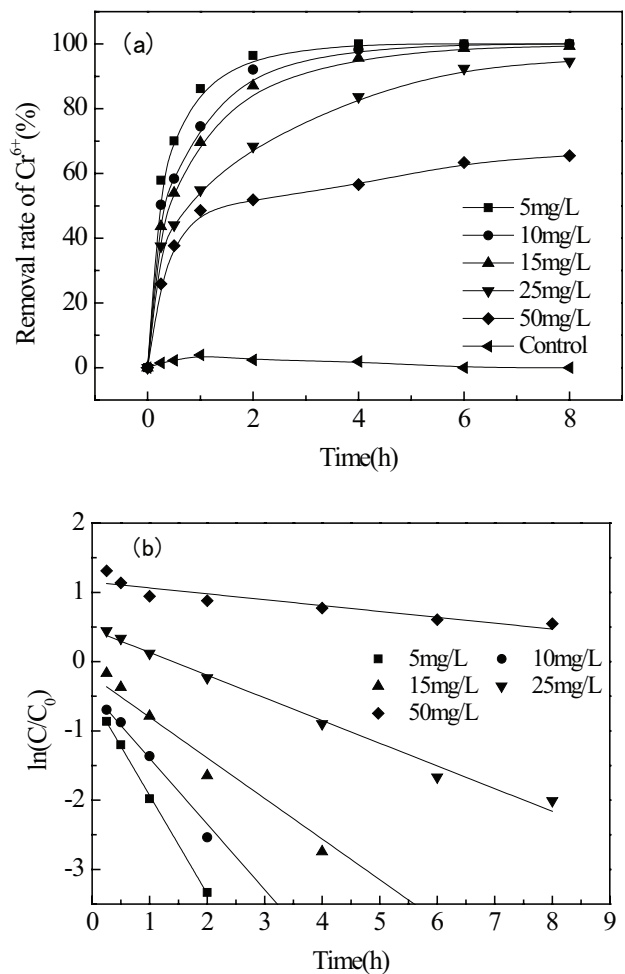 (a)
Removal rate of Cr6+(%)
100
80
60
40
20
0
5mg/L
10mg/L
15mg/L
25mg/L
50mg/L
Control
0 2 4 6 8
Time(h)
(b)
ln(C/C0)
2
1
0
-1
-2
-3
5mg/L 10mg/L
15mg/L 25mg/L
50mg/L
0 1 2 3 4 5 6 7 8 9
Time(h)